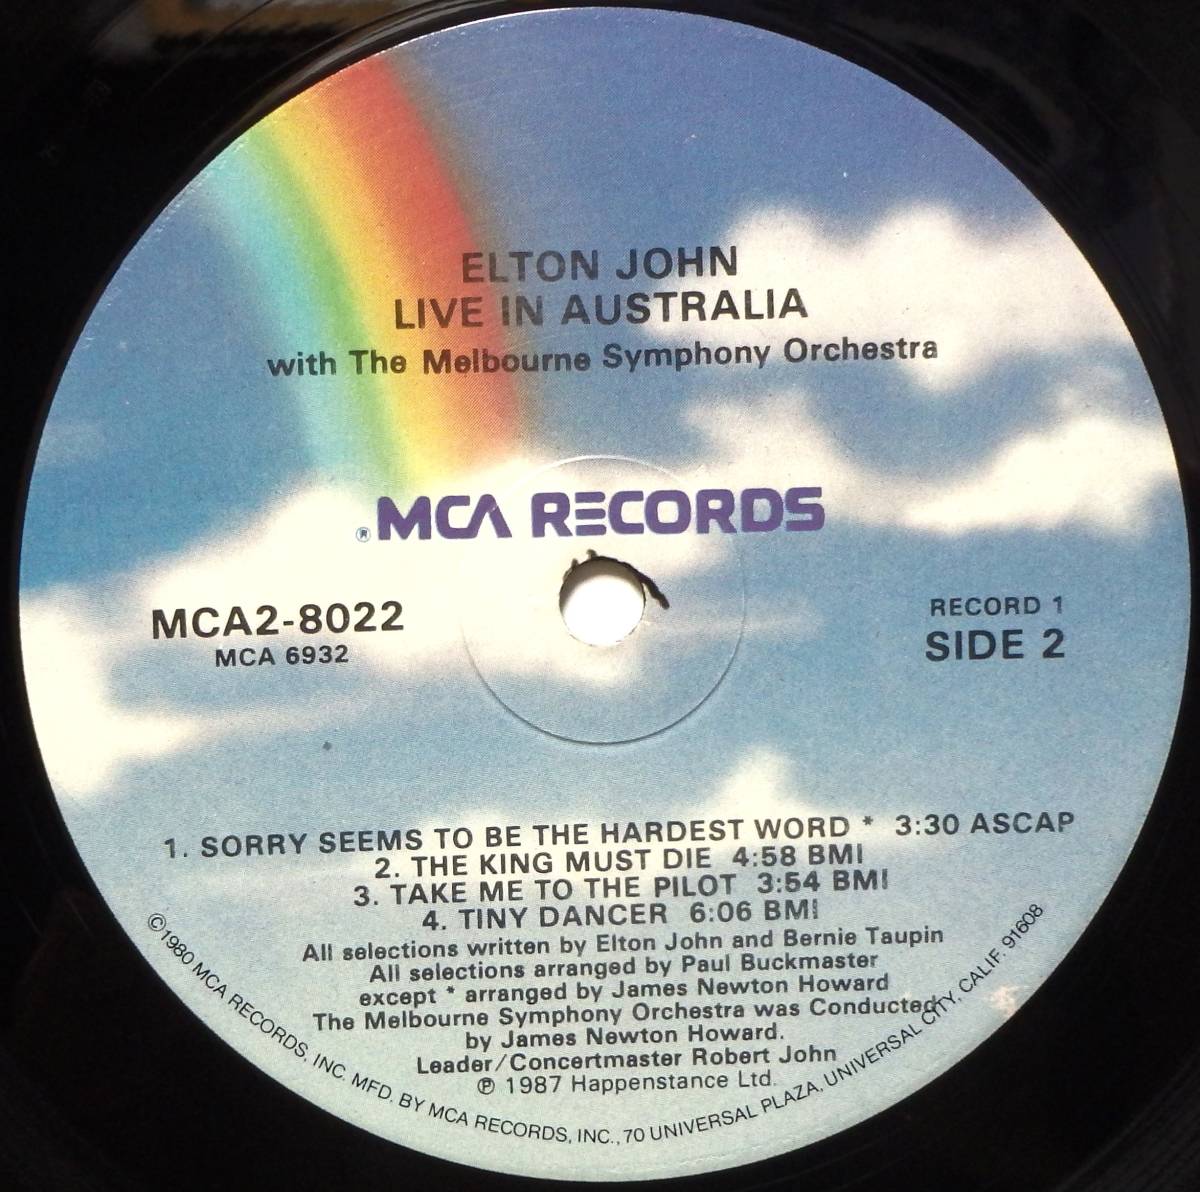 ELTON JOHN
LIVE IN AUSTRALIA
with The Melbourne Symphony Orchestra
® MCA RECORDS
MCA2-8022
MCA 6932
RECORD 1
SIDE 2
1. SORRY SEEMS TO BE THE HARDEST WORD * 3:30 ASCAP
2. THE KING MUST DIE 4:58 BMI
3. TAKE ME TO THE PILOT 3:54 BMI
4. TINY DANCER 6:06 BMI
All selections written by Elton John and Bernie Taupin
All selections arranged by Paul Buckmaster
except * arranged by James Newton Howard
The Melbourne Symphony Orchestra was Conducted
by James Newton Howard.
Leader/Concertmaster Robert John
℗ 1987 Happenstance Ltd.
©1980 MCA RECORDS, INC. MFD. BY MCA RECORDS, INC., 70 UNIVERSAL PLAZA, UNIVERSAL CITY, CALIF. 91608